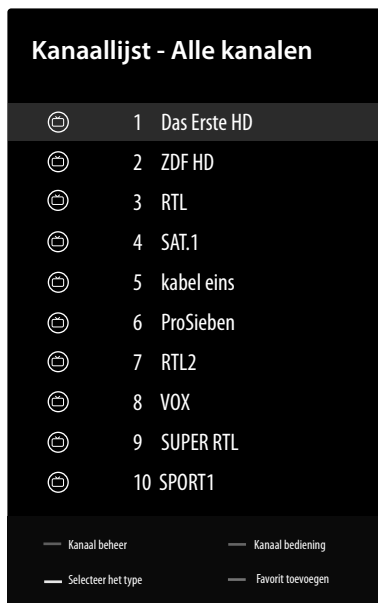 Kanaallijst - Alle kanalen
1 Das Erste HD
2 ZDF HD
3 RTL
4 SAT.1
5 kabel eins
6 ProSieben
7 RTL2
8 VOX
9 SUPER RTL
10 SPORT1
Kanaal beheer Kanaal bediening
Selecteer het type Favorit toevoegen